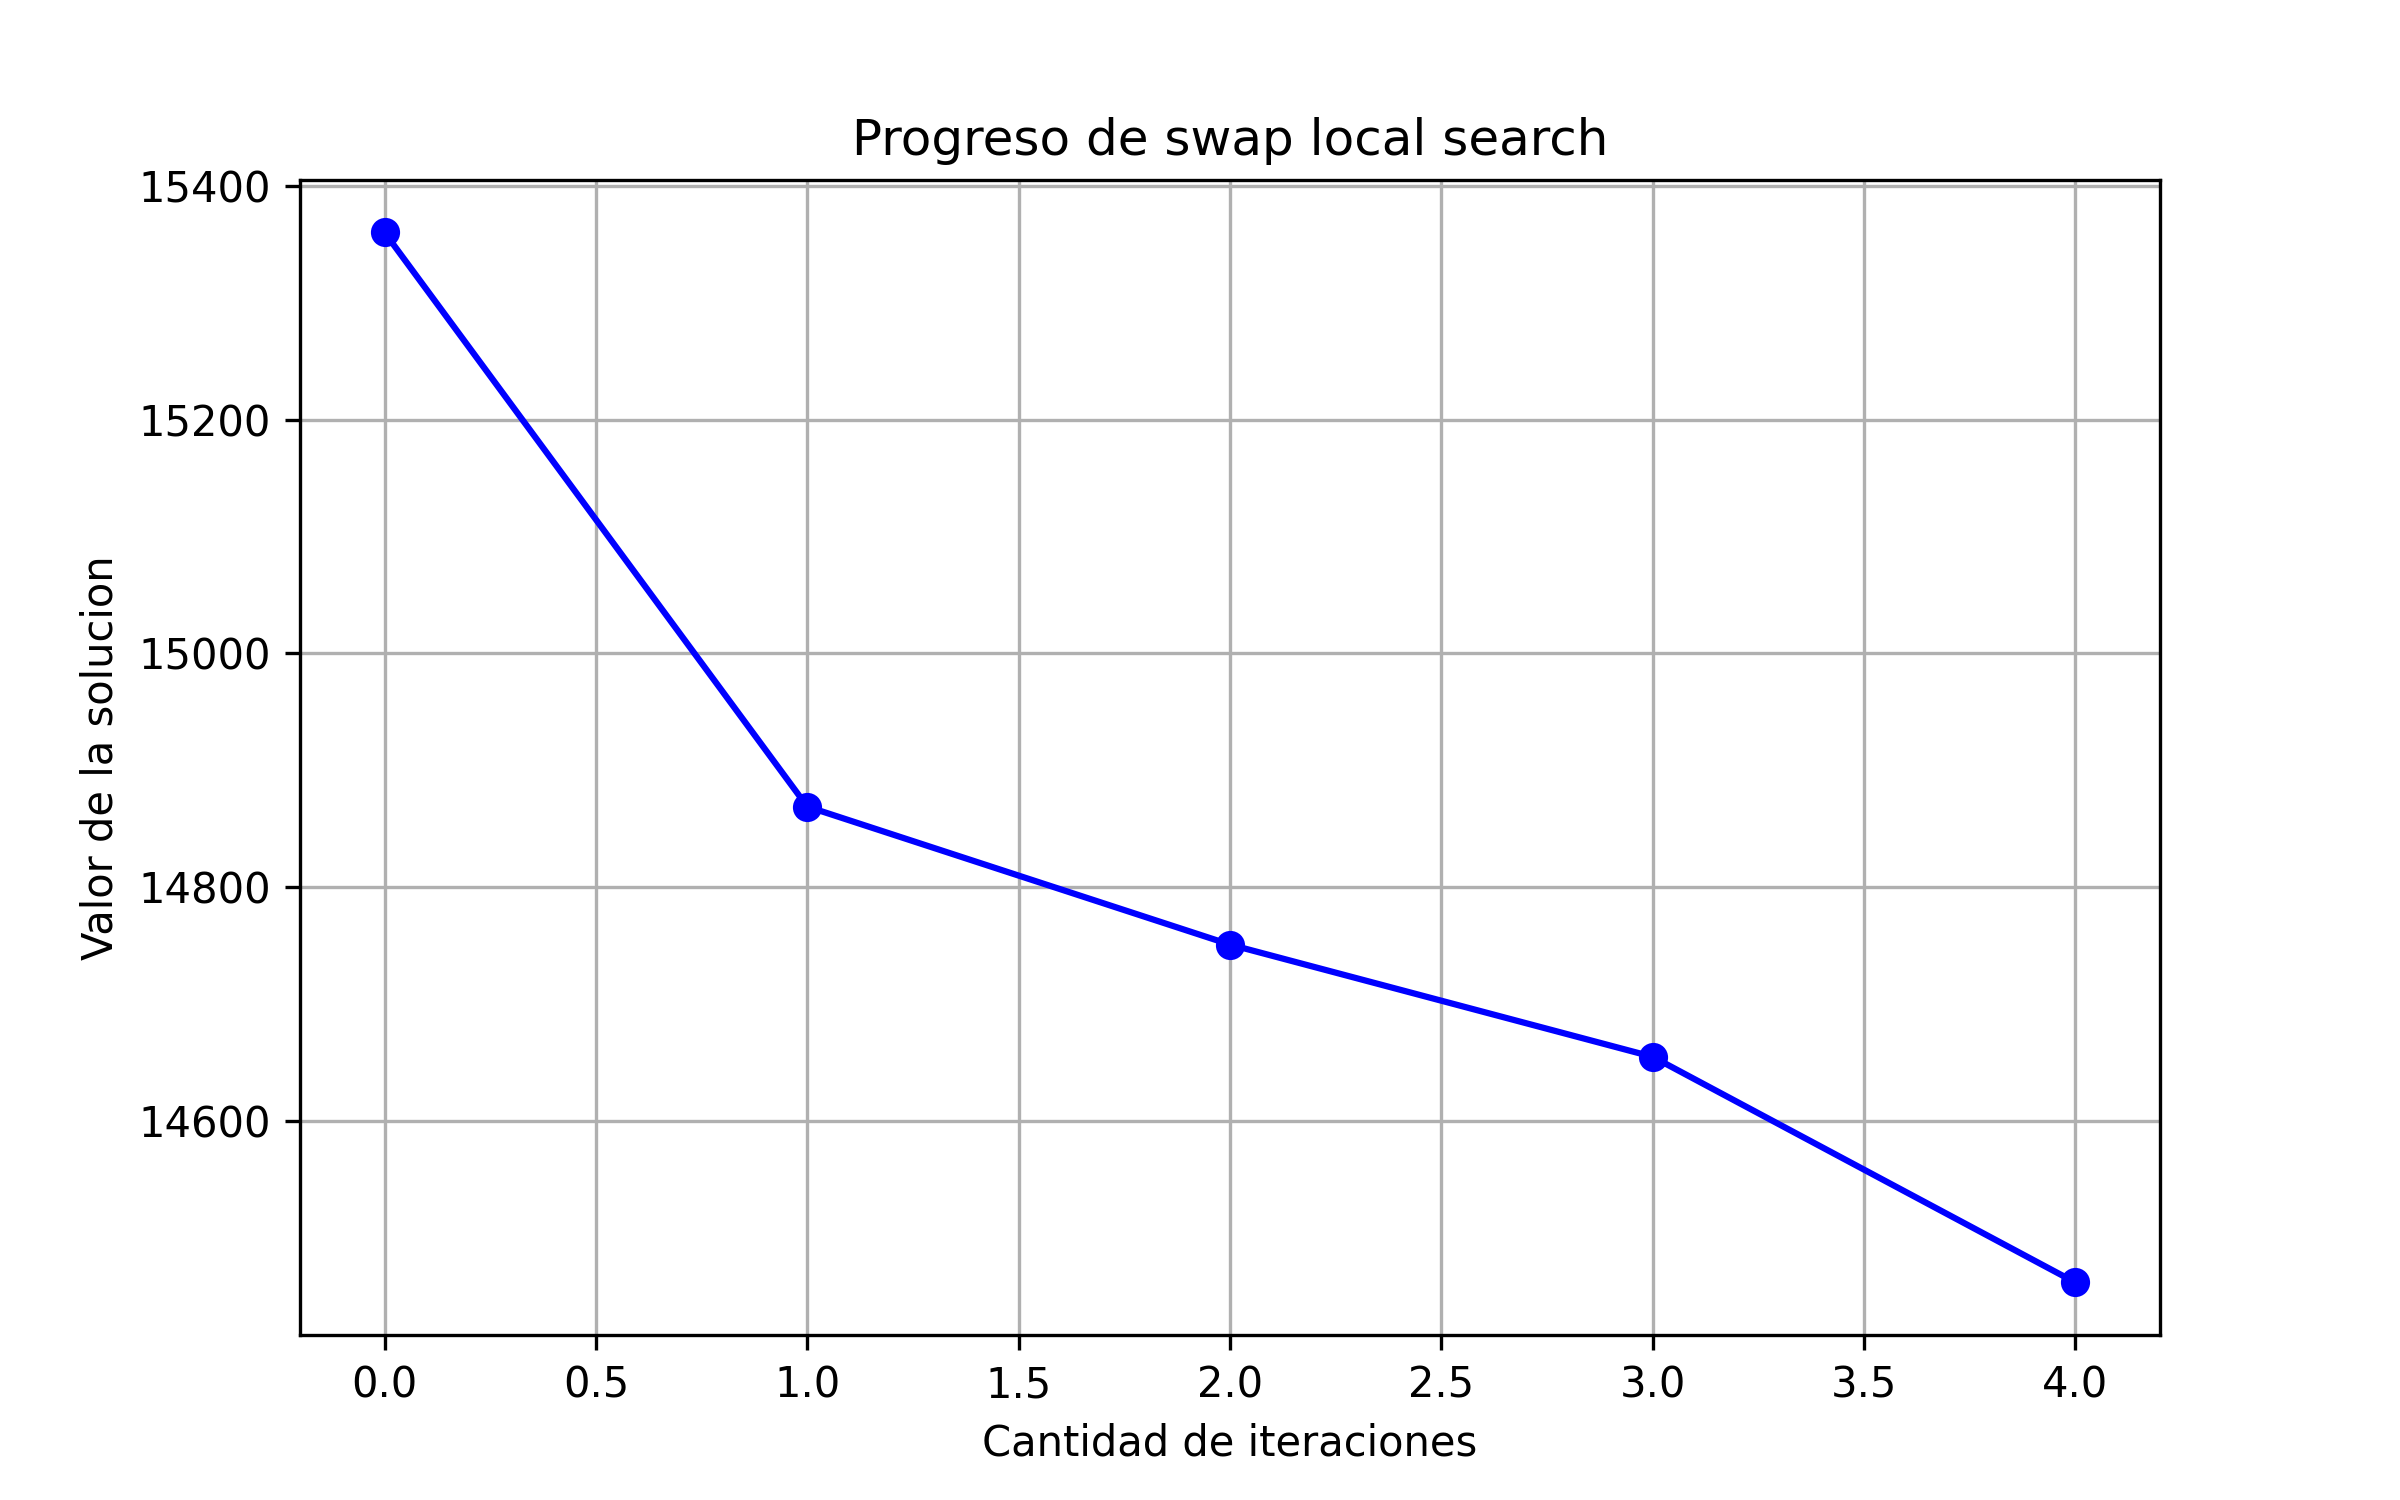 Progreso de swap local search
15400
15200
15000
14800
14600
Valor de la solucion
0.0 0.5 1.0 1.5 2.0 2.5 3.0 3.5 4.0
Cantidad de iteraciones